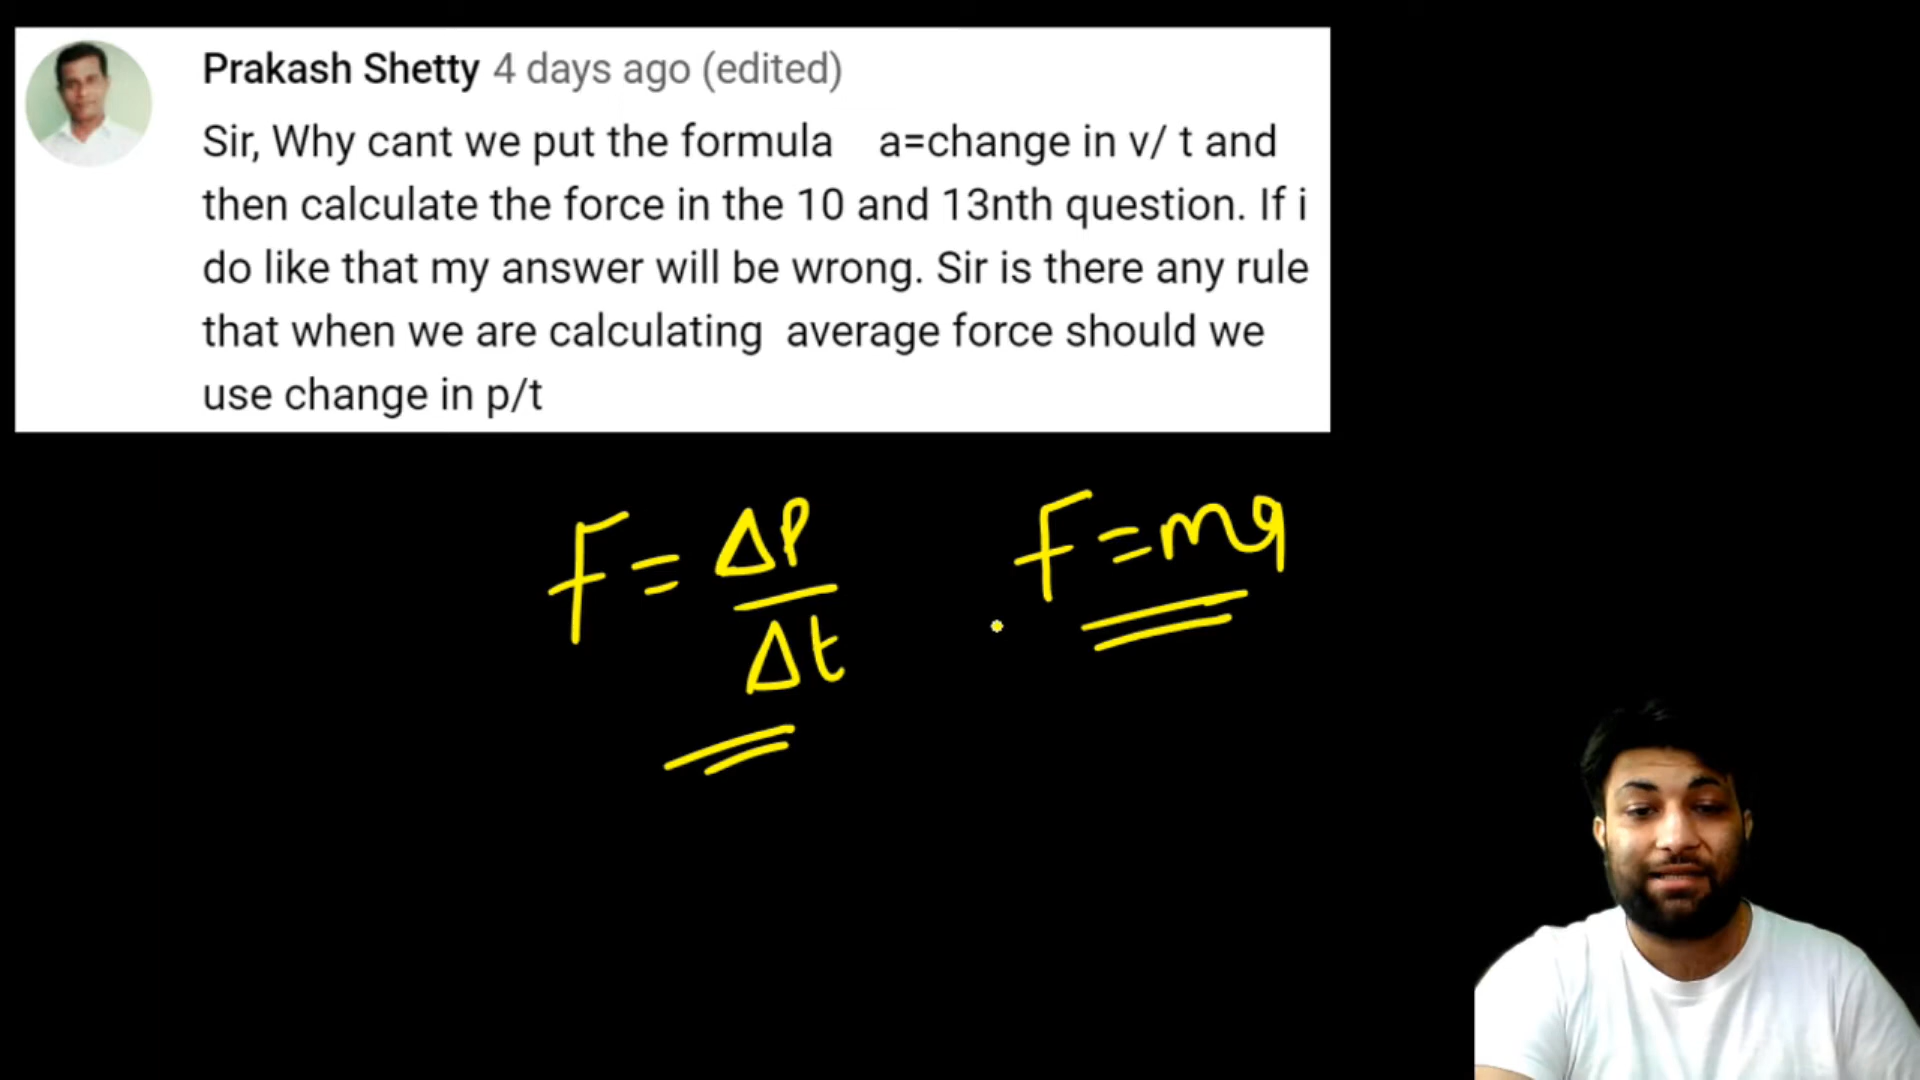 Prakash Shetty 4 days ago (edited)
Sir, Why cant we put the formula a=change in v/ t and
then calculate the force in the 10 and 13nth question. If i
do like that my answer will be wrong. Sir is there any rule
that when we are calculating average force should we
use change in p/t
F = Δp / Δt
F = ma